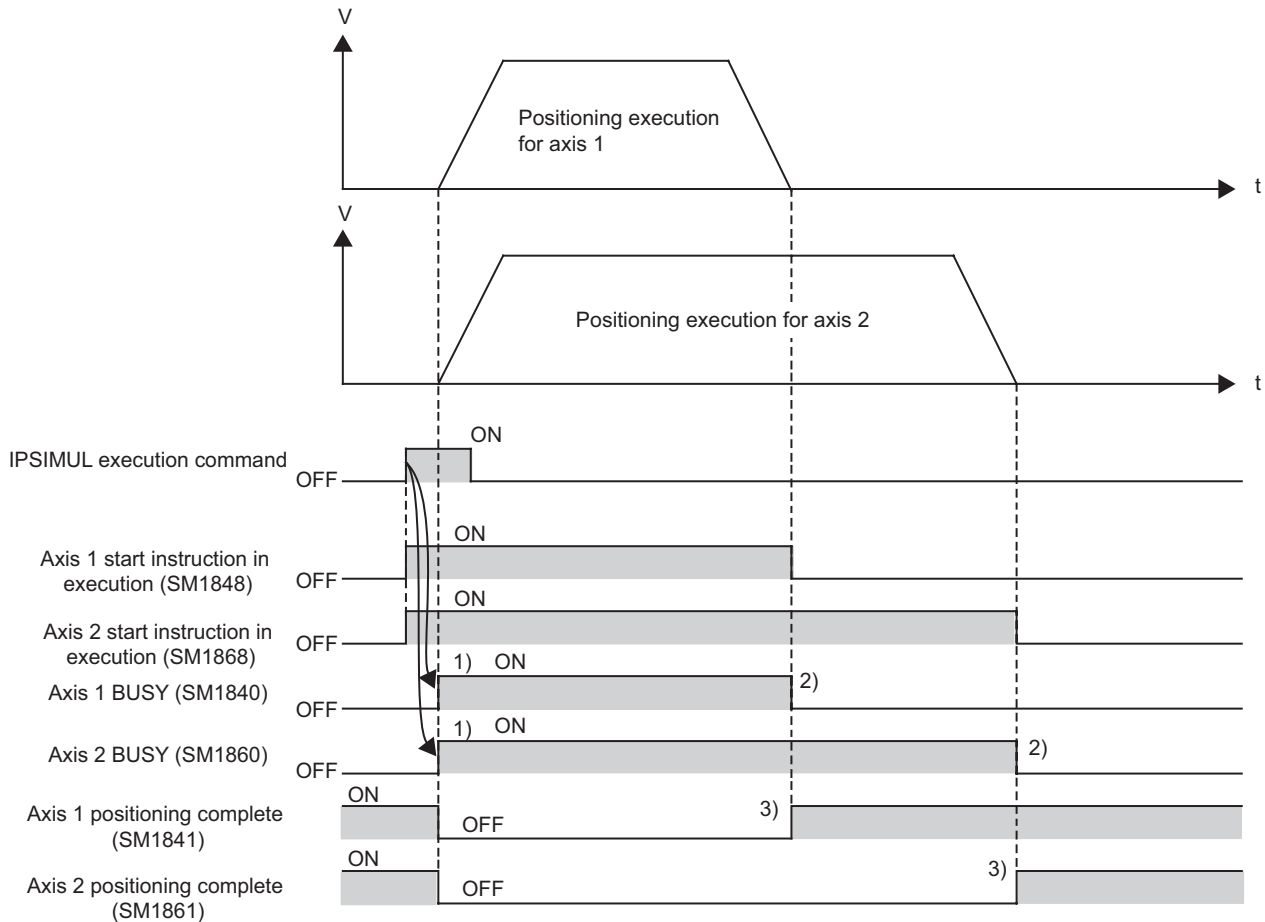 V
Positioning execution
for axis 1
t
V
Positioning execution for axis 2
t
ON
IPSIMUL execution command
OFF
ON
Axis 1 start instruction in
execution (SM1848)
OFF
ON
Axis 2 start instruction in
execution (SM1868)
OFF
1) ON
Axis 1 BUSY (SM1840)
2)
OFF
1) ON
Axis 2 BUSY (SM1860)
2)
OFF
ON
Axis 1 positioning complete
(SM1841)
OFF
3)
ON
Axis 2 positioning complete
(SM1861)
OFF
3)